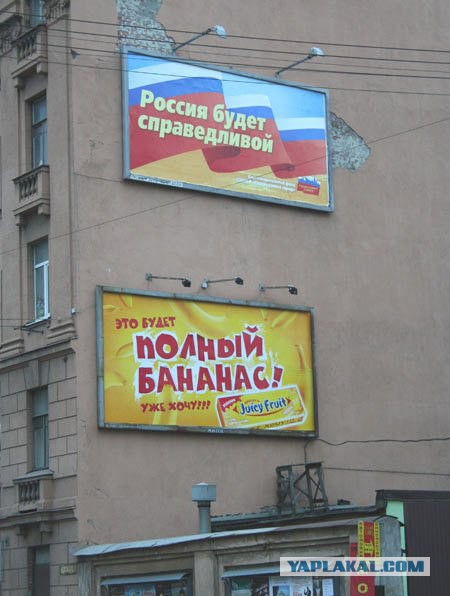 Россия будет
справедливой
ЭТО БУДЕТ
ПОЛНЫЙ
БАНАНАС!
УЖЕ ХОЧУ!!!
Juicy Fruit
YAPLAKAL.COM